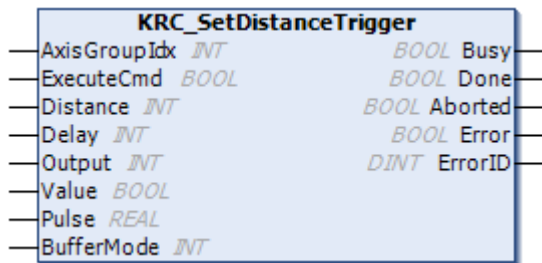 KRC_SetDistanceTrigger
AxisGroupIdx INT BOOL Busy
ExecuteCmd BOOL BOOL Done
Distance INT BOOL Aborted
Delay INT BOOL Error
Output INT DINT ErrorID
Value BOOL
Pulse REAL
BufferMode INT